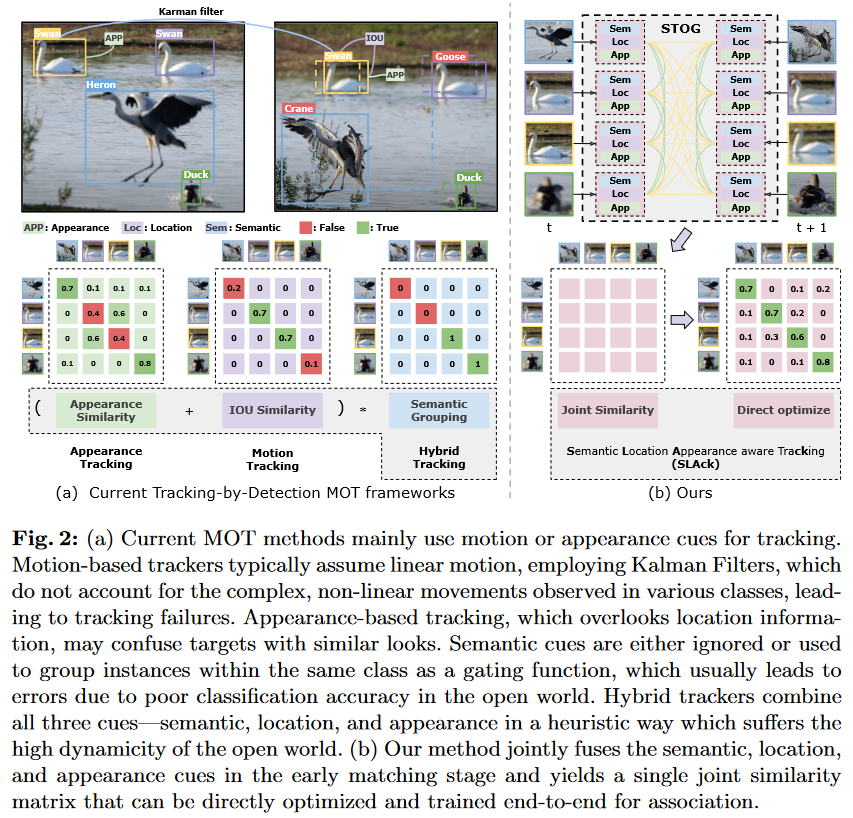 Karman filter
Swan
APP
Swan
Heron
Duck
IOU
Swan
APP
Goose
Crane
Duck
APP: Appearance Loc: Location Sem: Semantic : False : True
0.7 0.1 0.1 0.1
0 0.4 0.6 0
0 0.6 0.4 0
0.1 0 0 0.8
0.2 0 0 0
0 0.7 0 0
0 0 0.7 0
0 0 0 0.1
0 0 0 0
0 0 0 0
0 0 1 0
0 0 0 1
( Appearance Similarity + IOU Similarity ) * Semantic Grouping
Appearance Tracking
Motion Tracking
Hybrid Tracking
(a) Current Tracking-by-Detection MOT frameworks
STOG
Sem Sem
Loc Loc
App App
Sem Sem
Loc Loc
App App
Sem Sem
Loc Loc
App App
Sem Sem
Loc Loc
App App
t t + 1
0.7 0 0.1 0.2
0.1 0.7 0.2 0
0.1 0.3 0.6 0
0.1 0 0.1 0.8
Joint Similarity Direct optimize
Semantic Location Appearance aware Tracking
(SLAck)
(b) Ours
Fig. 2: (a) Current MOT methods mainly use motion or appearance cues for tracking.
Motion-based trackers typically assume linear motion, employing Kalman Filters, which
do not account for the complex, non-linear movements observed in various classes, lead-
ing to tracking failures. Appearance-based tracking, which overlooks location informa-
tion, may confuse targets with similar looks. Semantic cues are either ignored or used
to group instances within the same class as a gating function, which usually leads to
errors due to poor classification accuracy in the open world. Hybrid trackers combine
all three cues—semantic, location, and appearance in a heuristic way which suffers the
high dynamicity of the open world. (b) Our method jointly fuses the semantic, location,
and appearance cues in the early matching stage and yields a single joint similarity
matrix that can be directly optimized and trained end-to-end for association.